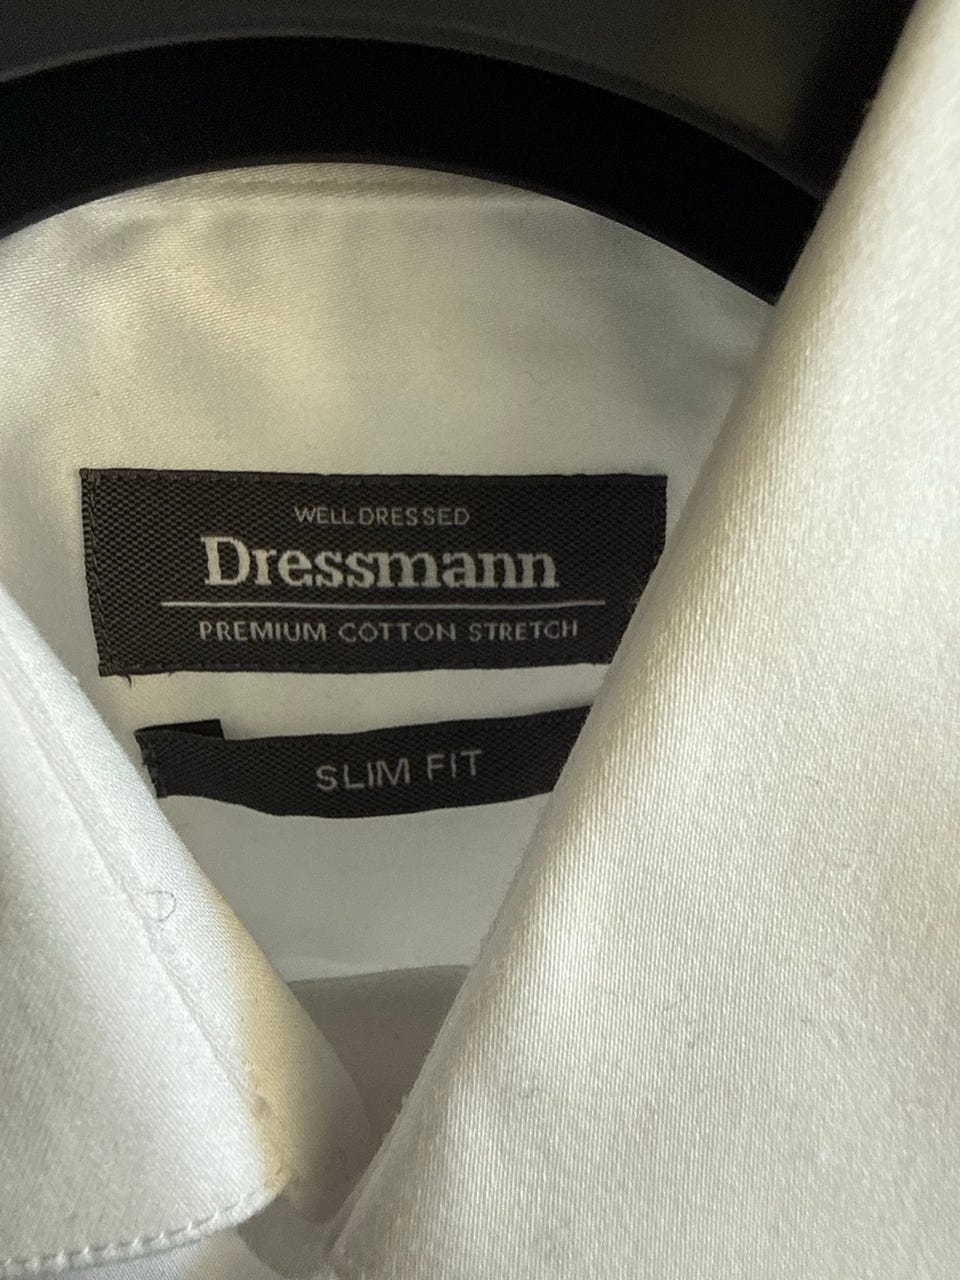 WELL DRESSED
Dressmann
PREMIUM COTTON STRETCH
SLIM FIT